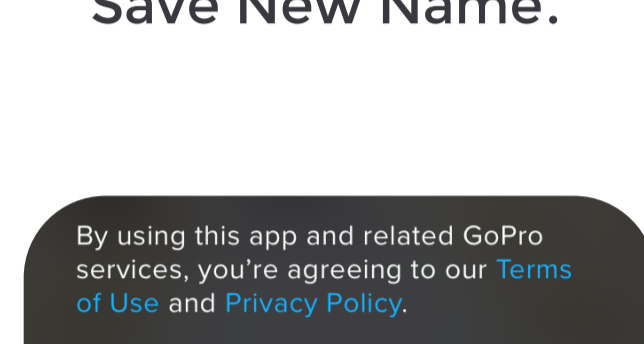 Save New Name.
By using this app and related GoPro
services, you’re agreeing to our Terms
of Use and Privacy Policy.